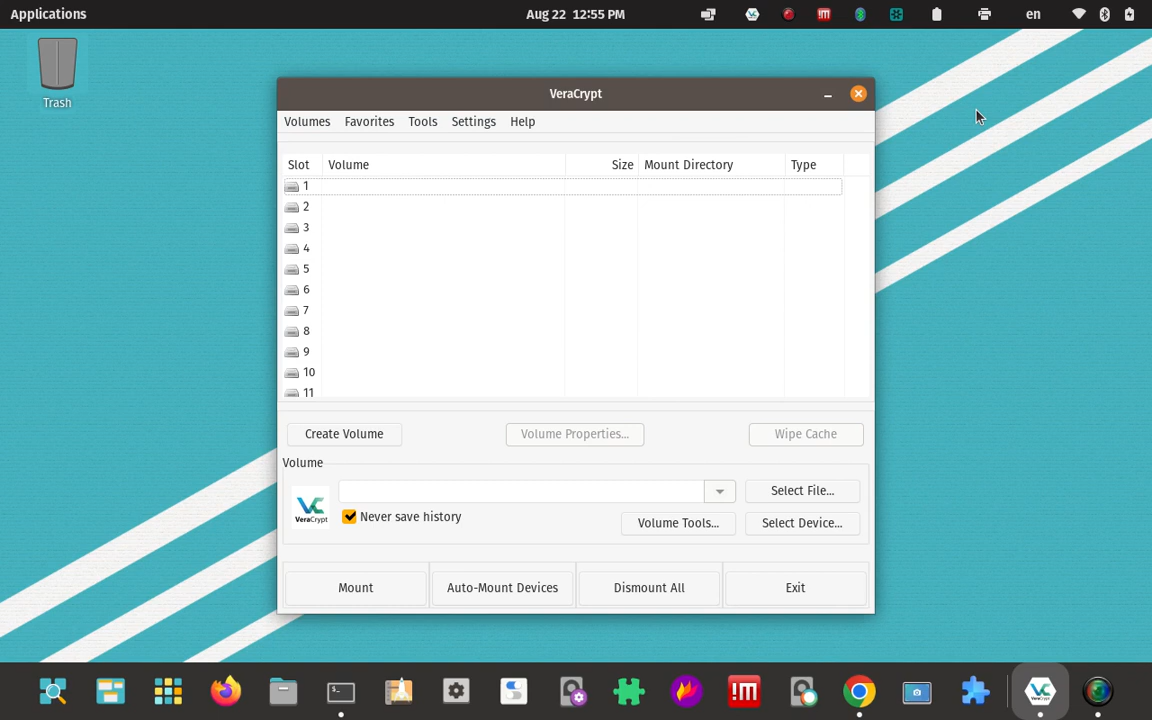 Applications
Aug 22 12:55 PM
en
Trash
VeraCrypt
Volumes Favorites Tools Settings Help
Slot Volume Size Mount Directory Type
1
2
3
4
5
6
7
8
9
10
11
Create Volume Volume Properties... Wipe Cache
Volume
VeraCrypt
Select File...
Never save history
Volume Tools... Select Device...
Mount Auto-Mount Devices Dismount All Exit